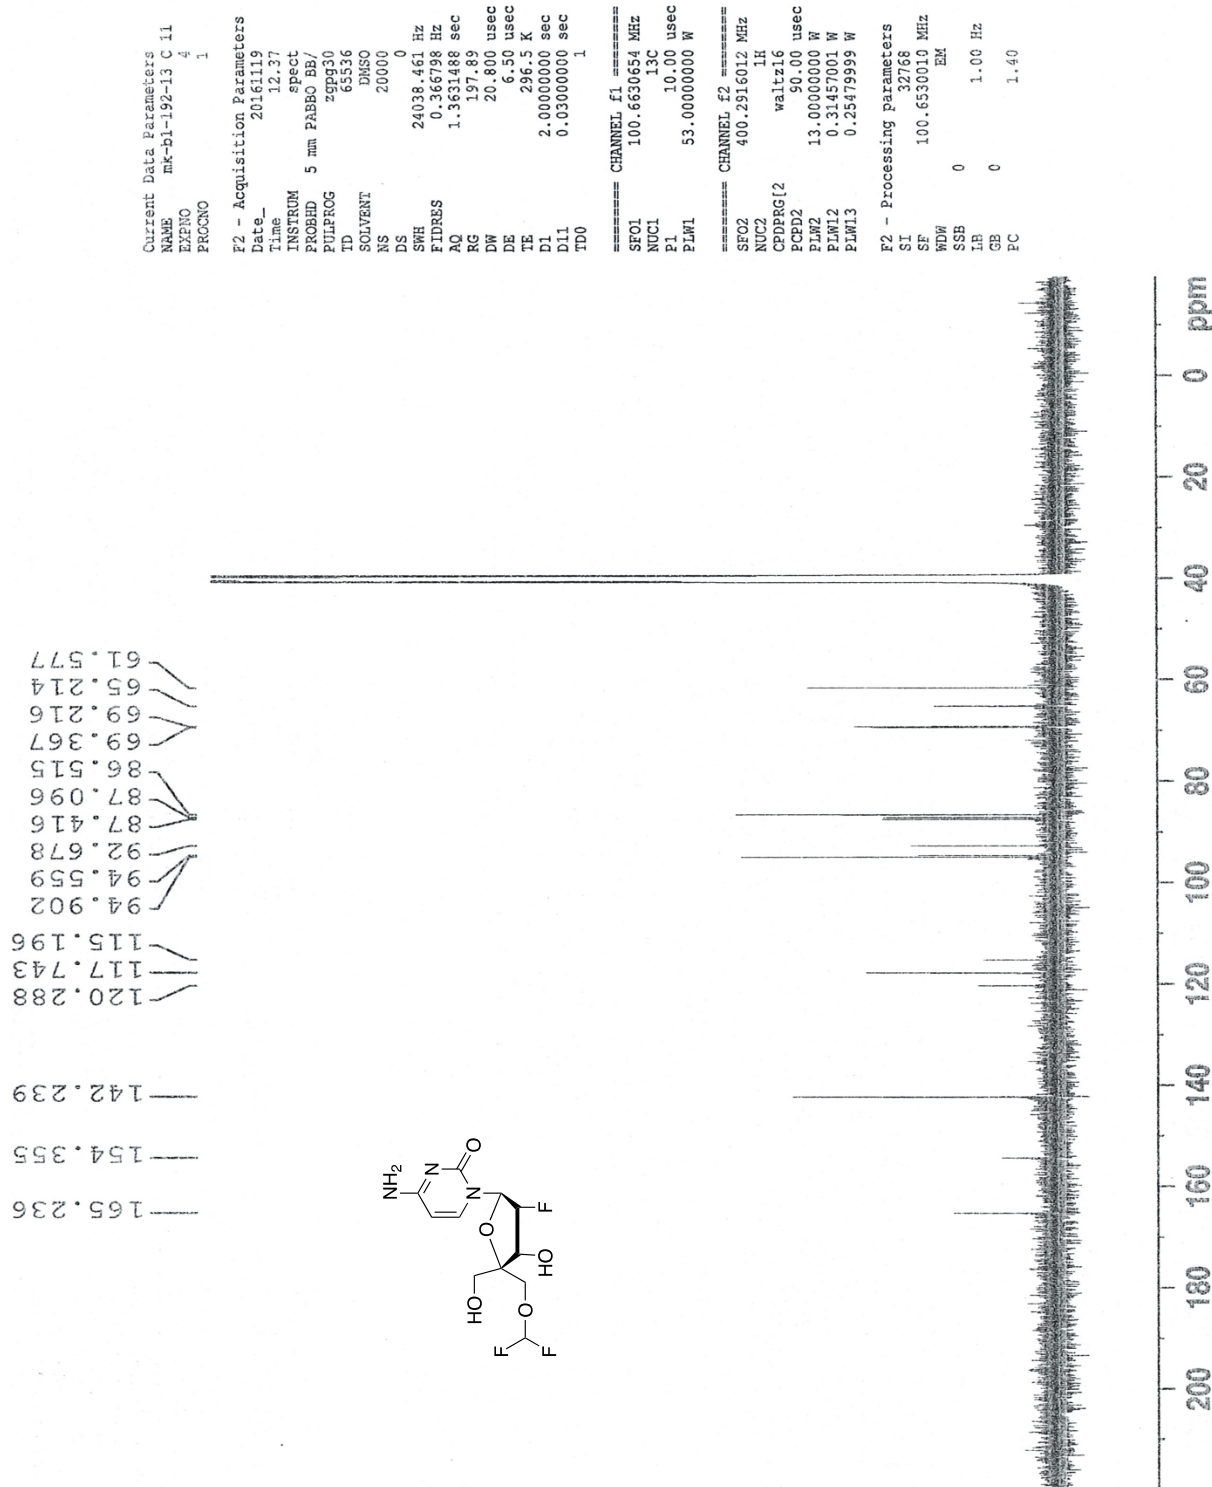 Current Data Parameters
NAME mk-b1-192-13 C 11
EXPNO 4
PROCNO 1
F2 - Acquisition Parameters
Date_ 20161119
Time 12.37
INSTRUM spect
PROBHD 5 mm PABBO BB/
PULPROG zgpg30
TD 65536
SOLVENT DMSO
NS 20000
DS 0
SWH 24038.461 Hz
FIDRES 0.366798 Hz
AQ 1.3631488 sec
RG 197.89
DW 20.800 usec
DE 6.50 usec
TE 296.5 K
D1 2.00000000 sec
D11 0.03000000 sec
TD0 1
======== CHANNEL f1 ========
SFO1 100.6630654 MHz
NUC1 13C
P1 10.00 usec
PLW1 53.00000000 W
======== CHANNEL f2 ========
SFO2 400.2916012 MHz
NUC2 1H
CPDPRG[2 waltz16
PCPD2 90.00 usec
PLW2 13.00000000 W
PLW12 0.31457001 W
PLW13 0.25479999 W
F2 - Processing parameters
SI 32768
SF 100.6530010 MHz
WDW EM
SSB 0
LB 1.00 Hz
GB 0
PC 1.40
61.577
65.214
69.216
69.367
86.515
87.096
87.416
92.678
94.559
94.902
115.196
117.743
120.288
142.239
154.355
165.236
NH2
N
O
N
O
F
HO
HO
O
F
F
200 180 160 140 120 100 80 60 40 20 0 ppm